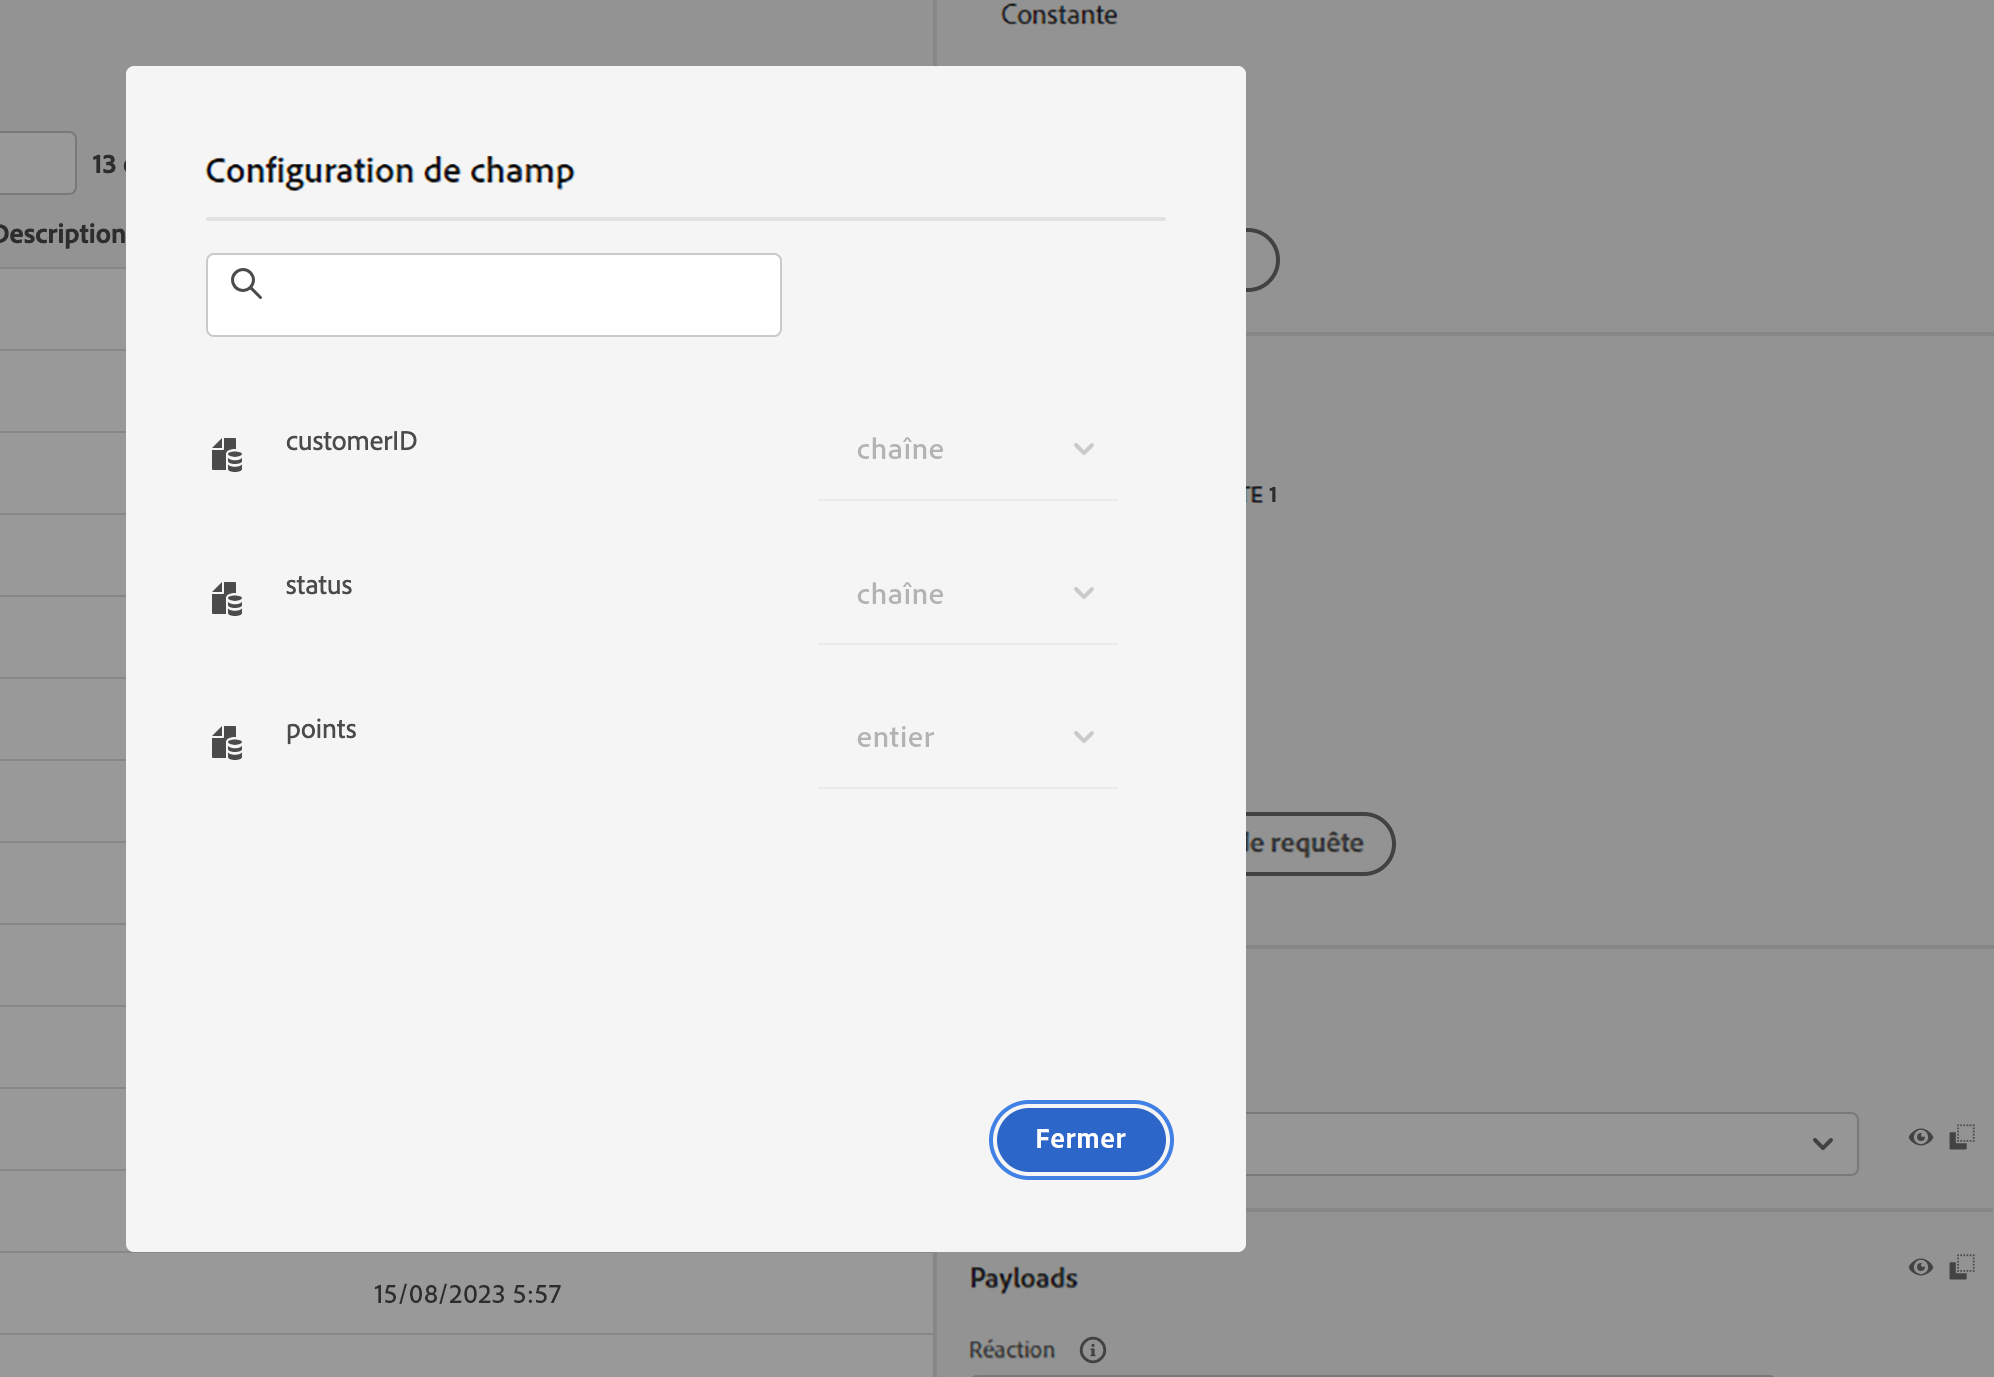 Constante
13
Description
Configuration de champ
customerID
chaîne
status
chaîne
TE 1
points
entier
de requête
Fermer
Payloads
15/08/2023 5:57
Réaction